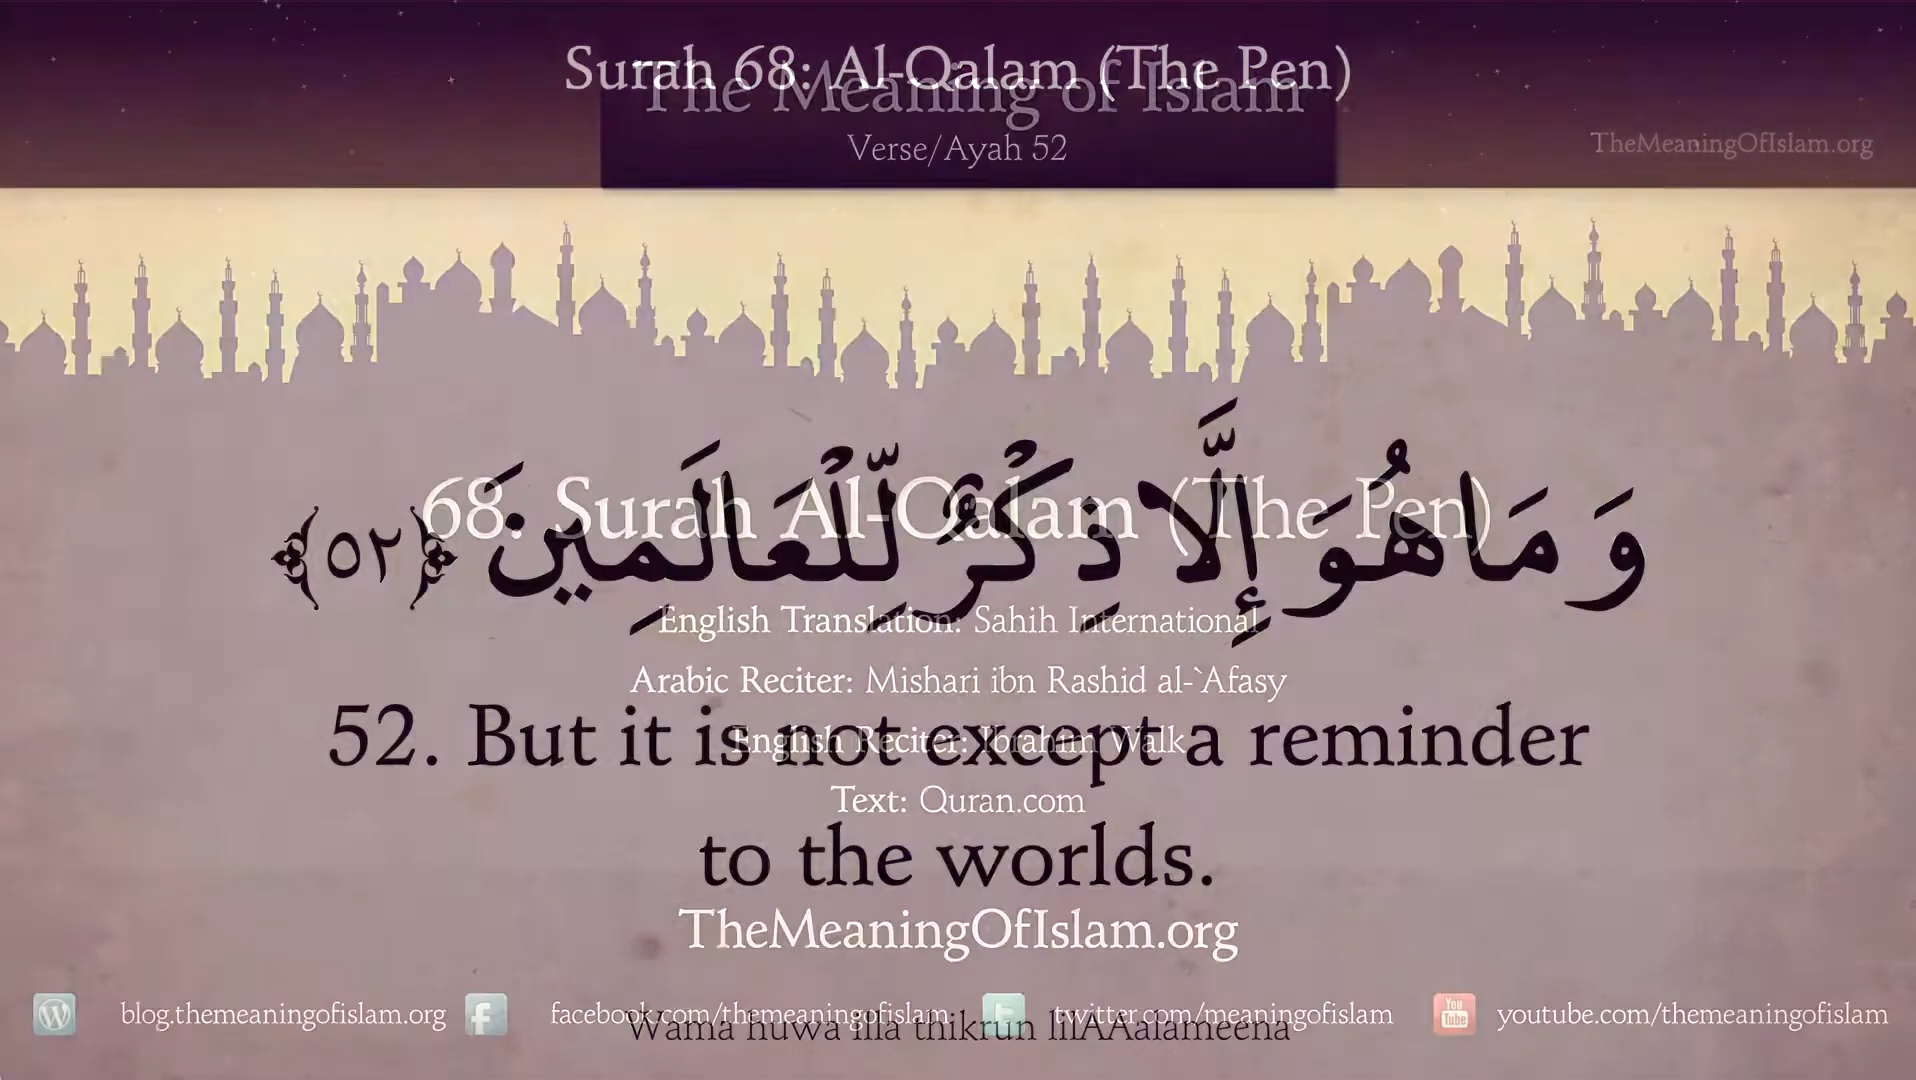 Surah 68: Al-Qalam (The Pen)
The Meaning of Islam
Verse/Ayah 52
TheMeaningOfIslam.org
وَمَا هُوَ إِلَّا ذِكْرٌ لِّلْعَالَمِينَ ﴿٥٢﴾
68. Surah Al-Qalam (The Pen)
English Translation: Sahih International
Arabic Reciter: Mishari ibn Rashid al-`Afasy
52. But it is not except a reminder
English Reciter: Ibrahim Walk
Text: Quran.com
to the worlds.
TheMeaningOfIslam.org
blog.themeaningofislam.org facebook.com/themeaningofislam twitter.com/meaningofislam youtube.com/themeaningofislam
Wama huwa illa thikrun lilAAalameena